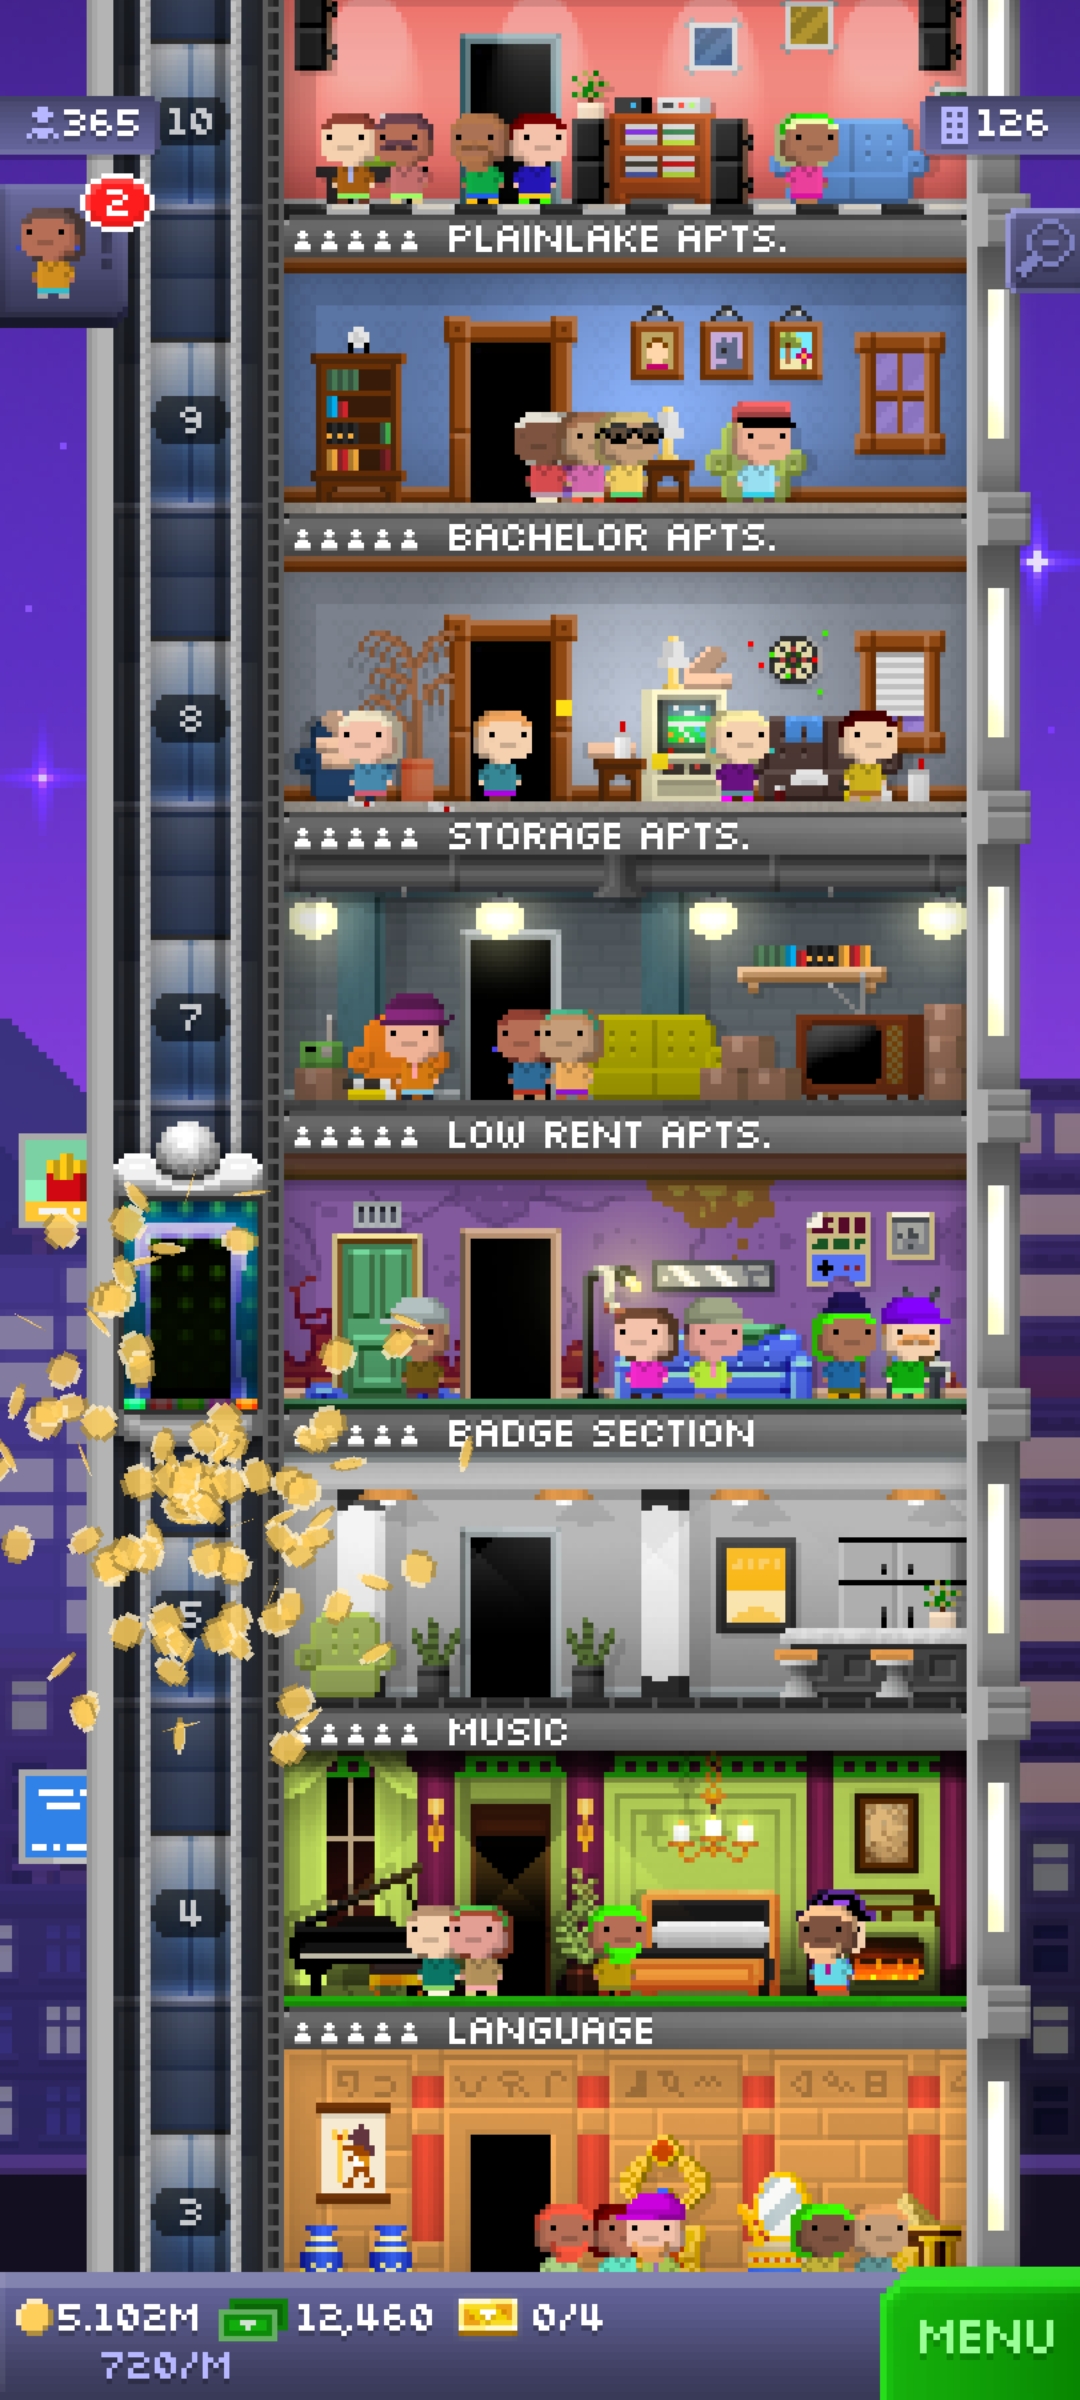 365
10
126
2
PLAINLAKE APTS.
9
BACHELOR APTS.
8
STORAGE APTS.
7
LOW RENT APTS.
BADGE SECTION
5
MUSIC
4
LANGUAGE
3
5.102M 12,460 0/4
720/M
MENU